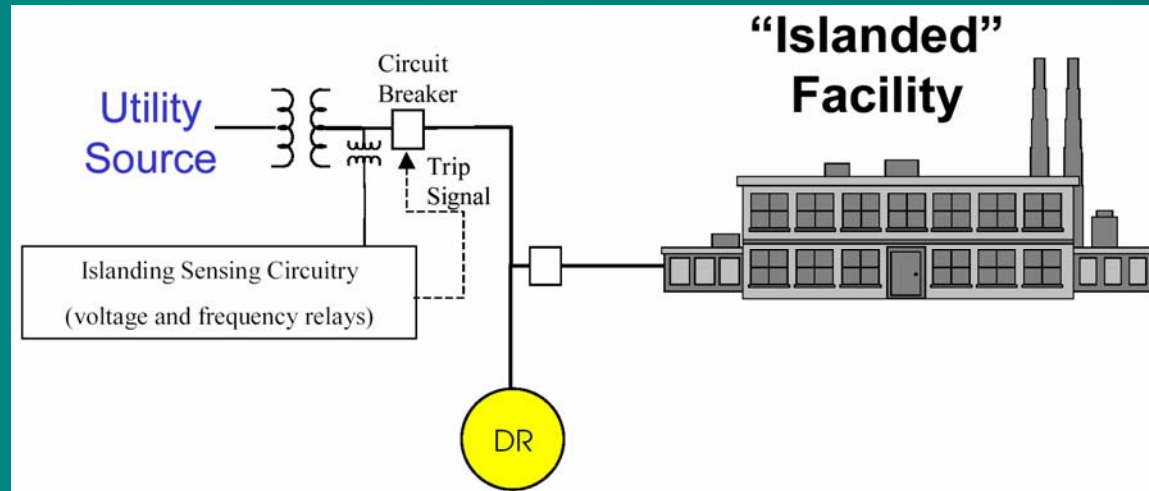 “Islanded”
Facility
Circuit
Breaker
Utility
Source
Trip
Signal
Islanding Sensing Circuitry
(voltage and frequency relays)
DR